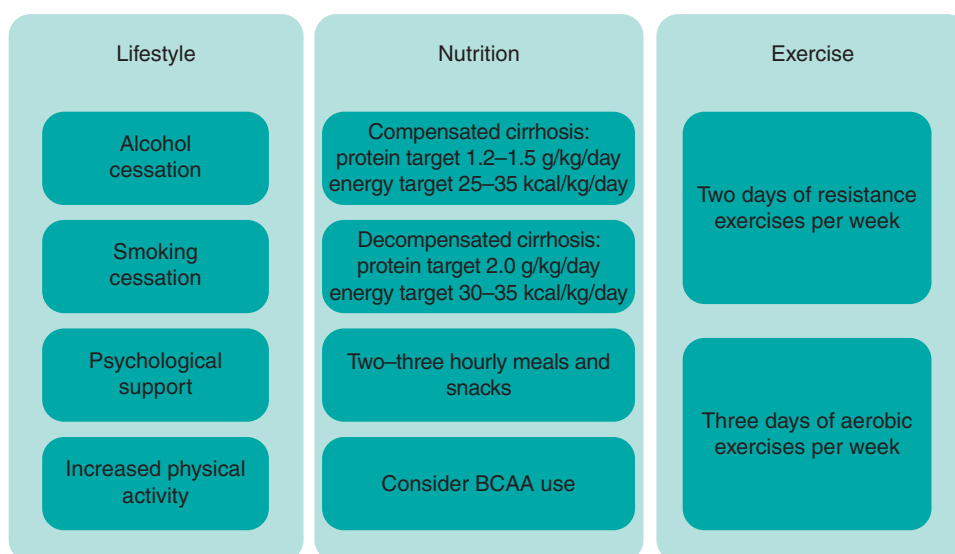 Lifestyle
Alcohol
cessation
Smoking
cessation
Psychological
support
Increased physical
activity
Nutrition
Compensated cirrhosis:
protein target 1.2–1.5 g/kg/day
energy target 25–35 kcal/kg/day
Decompensated cirrhosis:
protein target 2.0 g/kg/day
energy target 30–35 kcal/kg/day
Two–three hourly meals and
snacks
Consider BCAA use
Exercise
Two days of resistance
exercises per week
Three days of aerobic
exercises per week